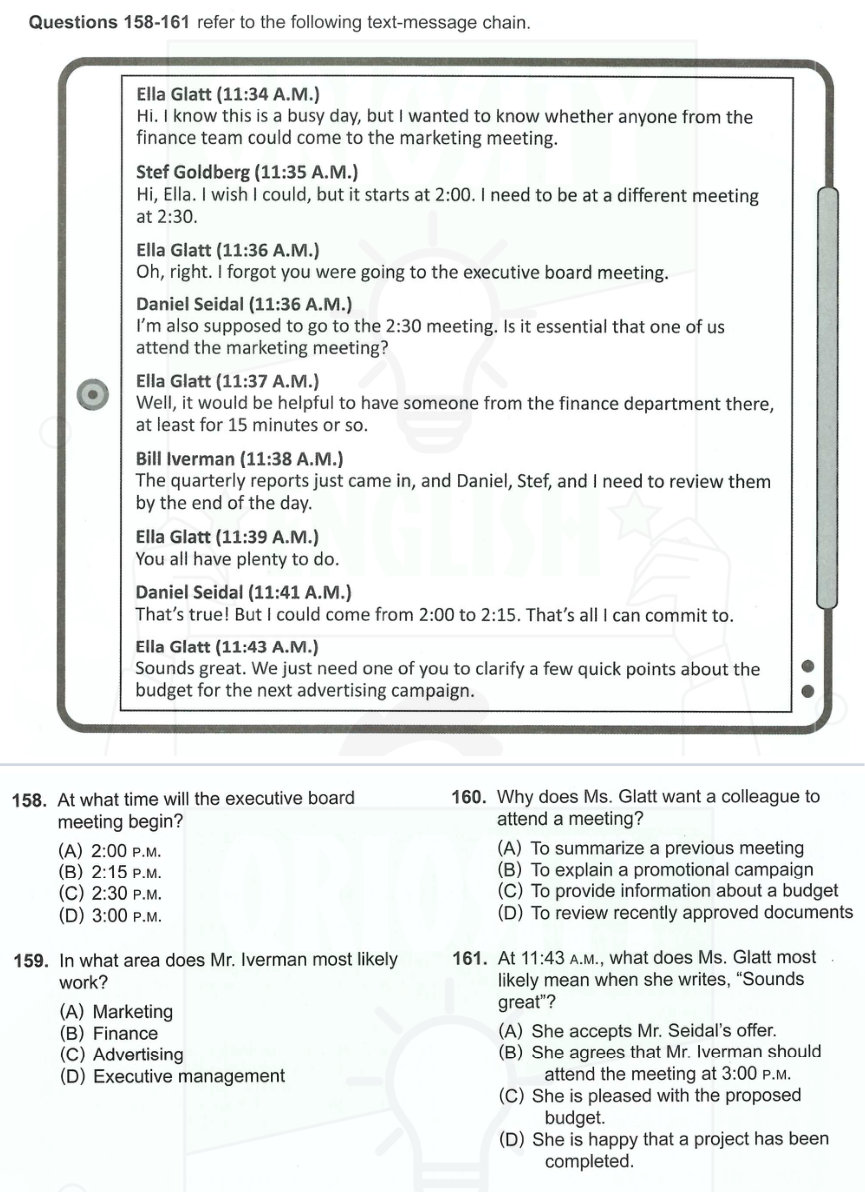 Questions 158-161 refer to the following text-message chain.
Ella Glatt (11:34 A.M.)
Hi. I know this is a busy day, but I wanted to know whether anyone from the
finance team could come to the marketing meeting.
Stef Goldberg (11:35 A.M.)
Hi, Ella. I wish I could, but it starts at 2:00. I need to be at a different meeting
at 2:30.
Ella Glatt (11:36 A.M.)
Oh, right. I forgot you were going to the executive board meeting.
Daniel Seidal (11:36 A.M.)
I'm also supposed to go to the 2:30 meeting. Is it essential that one of us
attend the marketing meeting?
Ella Glatt (11:37 A.M.)
Well, it would be helpful to have someone from the finance department there,
at least for 15 minutes or so.
Bill Iverman (11:38 A.M.)
The quarterly reports just came in, and Daniel, Stef, and I need to review them
by the end of the day.
Ella Glatt (11:39 A.M.)
You all have plenty to do.
Daniel Seidal (11:41 A.M.)
That's true! But I could come from 2:00 to 2:15. That's all I can commit to.
Ella Glatt (11:43 A.M.)
Sounds great. We just need one of you to clarify a few quick points about the
budget for the next advertising campaign.
158. At what time will the executive board
meeting begin?
(A) 2:00 P.M.
(B) 2:15 P.M.
(C) 2:30 P.M.
(D) 3:00 P.M.
159. In what area does Mr. Iverman most likely
work?
(A) Marketing
(B) Finance
(C) Advertising
(D) Executive management
160. Why does Ms. Glatt want a colleague to
attend a meeting?
(A) To summarize a previous meeting
(B) To explain a promotional campaign
(C) To provide information about a budget
(D) To review recently approved documents
161. At 11:43 A.M., what does Ms. Glatt most
likely mean when she writes, "Sounds
great"?
(A) She accepts Mr. Seidal's offer.
(B) She agrees that Mr. Iverman should
attend the meeting at 3:00 P.M.
(C) She is pleased with the proposed
budget.
(D) She is happy that a project has been
completed.